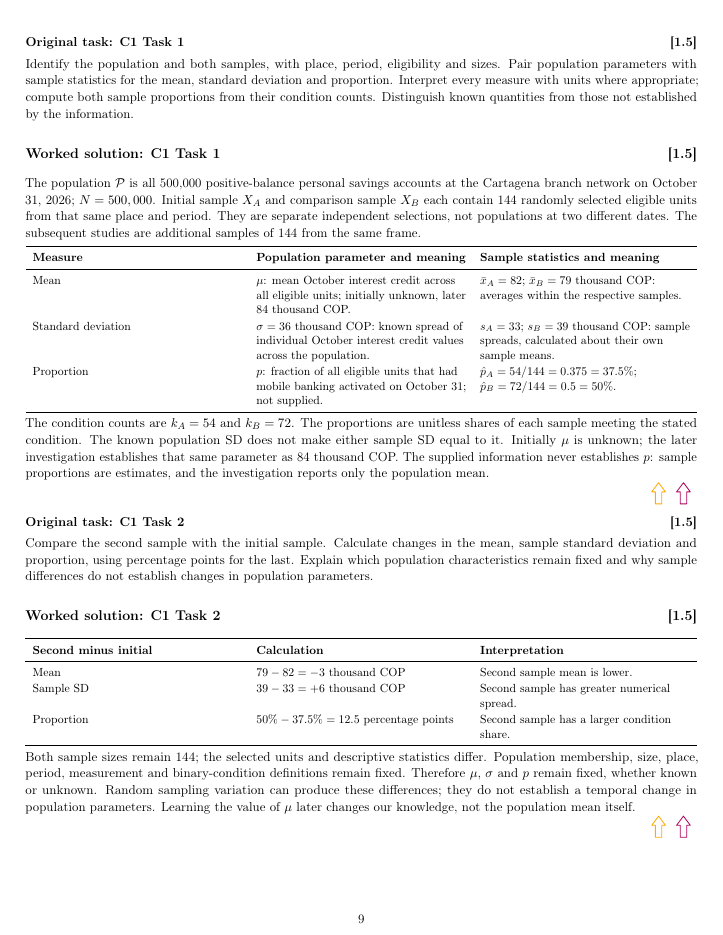 Original task: C1 Task 1 [1.5]
Identify the population and both samples, with place, period, eligibility and sizes. Pair population parameters with
sample statistics for the mean, standard deviation and proportion. Interpret every measure with units where appropriate;
compute both sample proportions from their condition counts. Distinguish known quantities from those not established
by the information.
Worked solution: C1 Task 1 [1.5]
The population 𝒫 is all 500,000 positive-balance personal savings accounts at the Cartagena branch network on October
31, 2026; N = 500, 000. Initial sample X_A and comparison sample X_B each contain 144 randomly selected eligible units
from that same place and period. They are separate independent selections, not populations at two different dates. The
subsequent studies are additional samples of 144 from the same frame.
Measure Population parameter and meaning Sample statistics and meaning
Mean μ: mean October interest credit across x̄_A = 82; x̄_B = 79 thousand COP:
all eligible units; initially unknown, later averages within the respective samples.
84 thousand COP.
Standard deviation σ = 36 thousand COP: known spread of s_A = 33; s_B = 39 thousand COP: sample
individual October interest credit values spreads, calculated about their own
across the population. sample means.
Proportion p: fraction of all eligible units that had p̂_A = 54/144 = 0.375 = 37.5%;
mobile banking activated on October 31; p̂_B = 72/144 = 0.5 = 50%.
not supplied.
The condition counts are k_A = 54 and k_B = 72. The proportions are unitless shares of each sample meeting the stated
condition. The known population SD does not make either sample SD equal to it. Initially μ is unknown; the later
investigation establishes that same parameter as 84 thousand COP. The supplied information never establishes p: sample
proportions are estimates, and the investigation reports only the population mean.
Original task: C1 Task 2 [1.5]
Compare the second sample with the initial sample. Calculate changes in the mean, sample standard deviation and
proportion, using percentage points for the last. Explain which population characteristics remain fixed and why sample
differences do not establish changes in population parameters.
Worked solution: C1 Task 2 [1.5]
Second minus initial Calculation Interpretation
Mean 79 − 82 = −3 thousand COP Second sample mean is lower.
Sample SD 39 − 33 = +6 thousand COP Second sample has greater numerical
spread.
Proportion 50% − 37.5% = 12.5 percentage points Second sample has a larger condition
share.
Both sample sizes remain 144; the selected units and descriptive statistics differ. Population membership, size, place,
period, measurement and binary-condition definitions remain fixed. Therefore μ, σ and p remain fixed, whether known
or unknown. Random sampling variation can produce these differences; they do not establish a temporal change in
population parameters. Learning the value of μ later changes our knowledge, not the population mean itself.
9